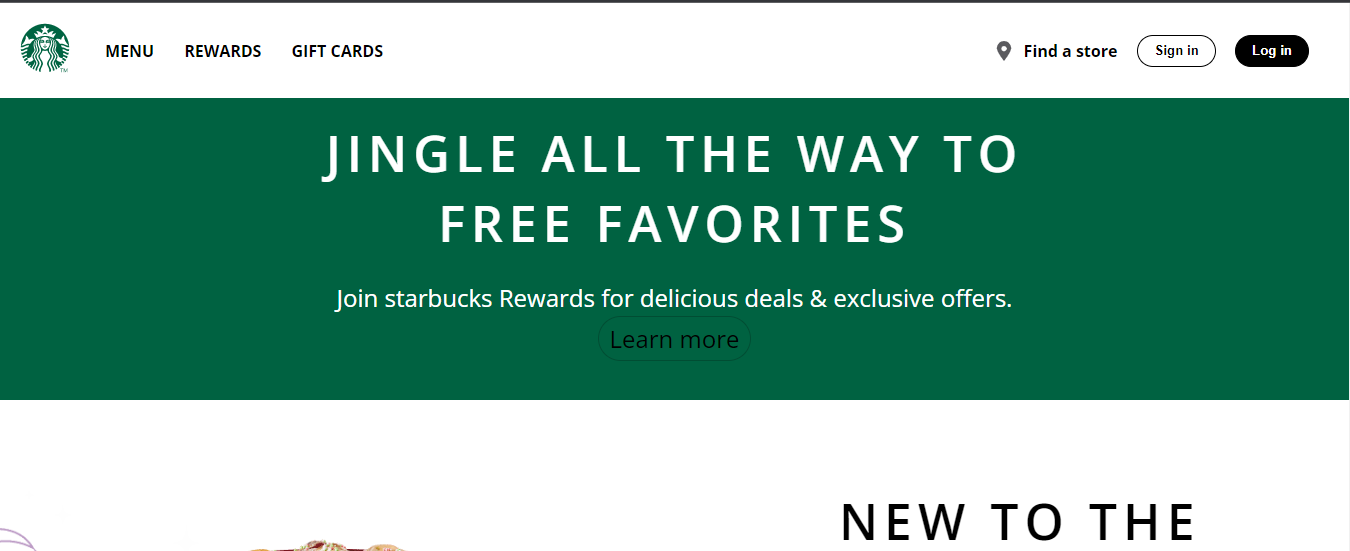 MENU REWARDS GIFT CARDS Find a store Sign in Log in
JINGLE ALL THE WAY TO
FREE FAVORITES
Join starbucks Rewards for delicious deals & exclusive offers.
Learn more
NEW TO THE